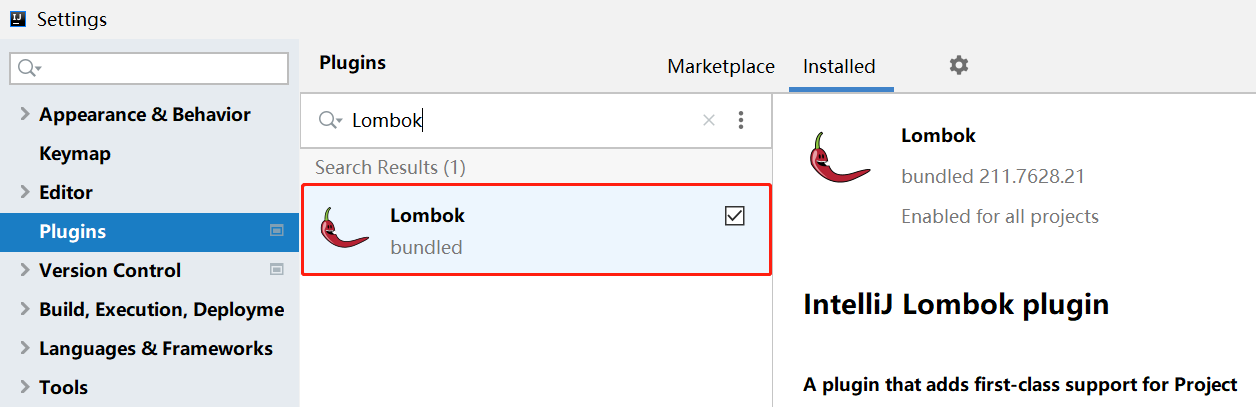 Settings
Appearance & Behavior
Keymap
Editor
Plugins
Version Control
Build, Execution, Deployme
Languages & Frameworks
Tools
Plugins
Marketplace
Installed
Lombok
Search Results (1)
Lombok
bundled
Lombok
bundled 211.7628.21
Enabled for all projects
IntelliJ Lombok plugin
A plugin that adds first-class support for Project